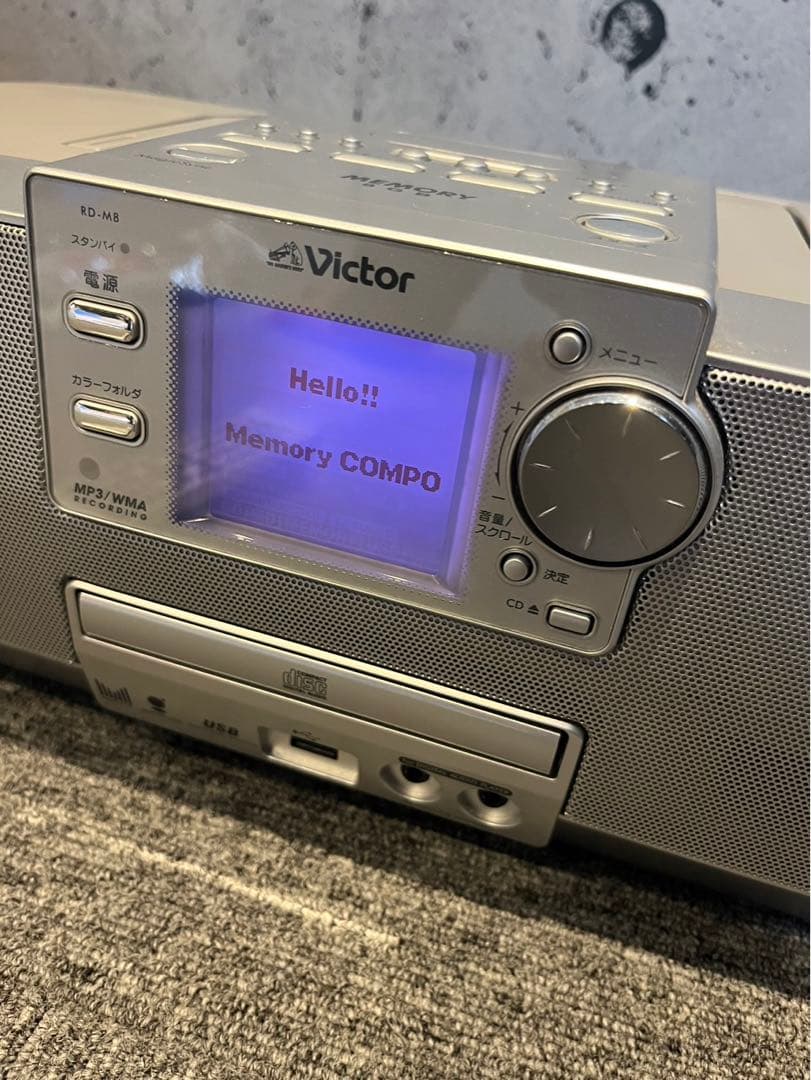 MEMORY
RD-M8
スタンバイ
Victor
電源
メニュー
Hello!!
カラーフォルダ
+
Memory COMPO
MP3/WMA
RECORDING
−
音量/
スクロール
決定
CD ⏏
disc
USB